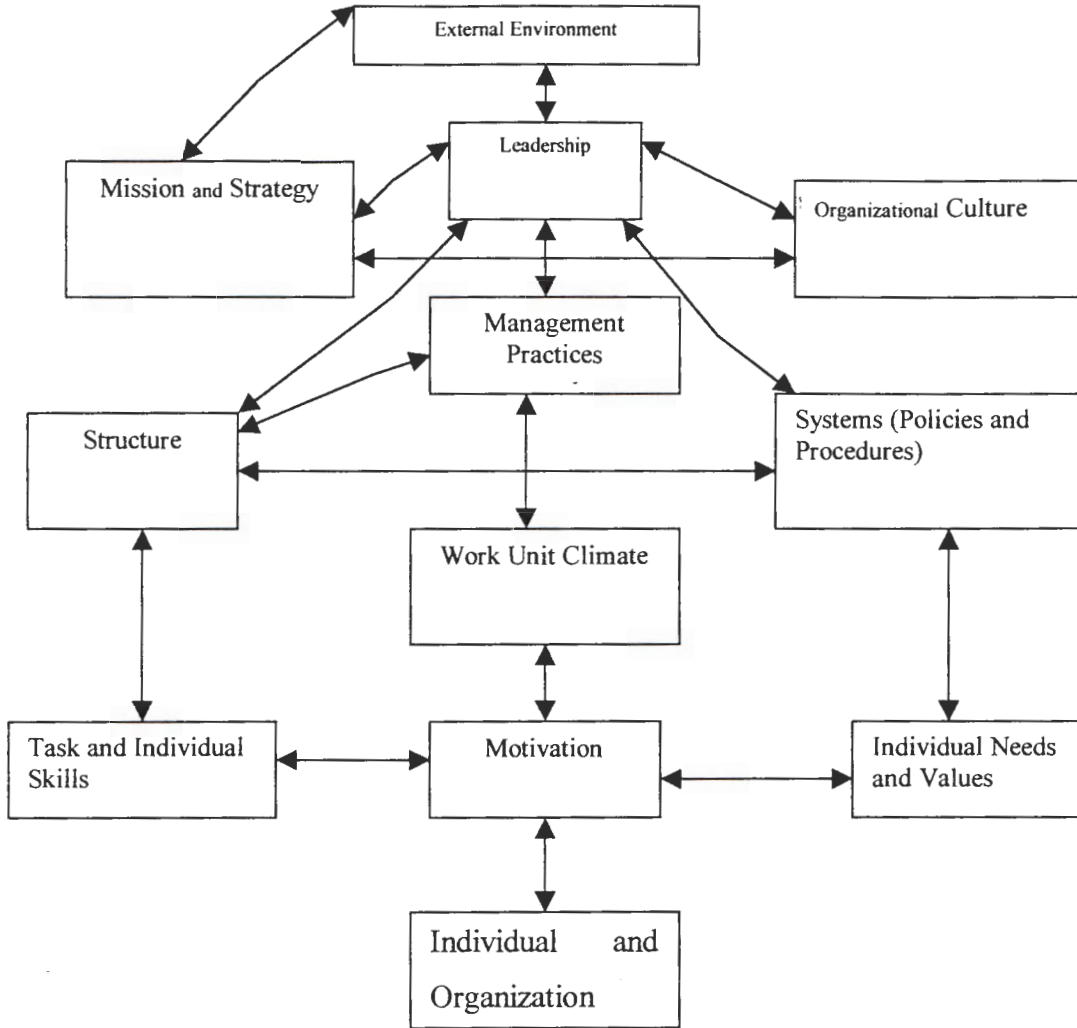 External Environment
Leadership
Mission and Strategy
Organizational Culture
Management
Practices
Structure
Systems (Policies and
Procedures)
Work Unit Climate
Task and Individual
Skills
Motivation
Individual Needs
and Values
Individual and
Organization